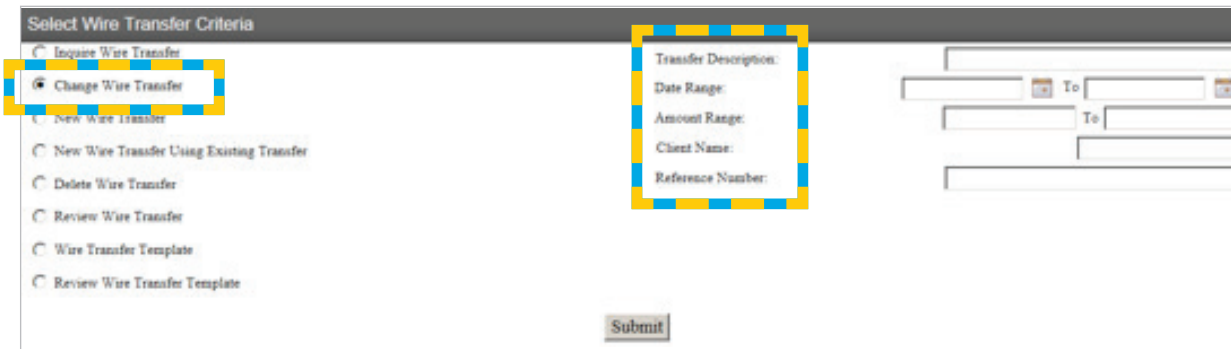 Select Wire Transfer Criteria
Inquire Wire Transfer
Change Wire Transfer
New Wire Transfer
New Wire Transfer Using Existing Transfer
Delete Wire Transfer
Review Wire Transfer
Wire Transfer Template
Review Wire Transfer Template
Transfer Description:
Date Range:
To
Amount Range:
To
Client Name:
Reference Number:
Submit